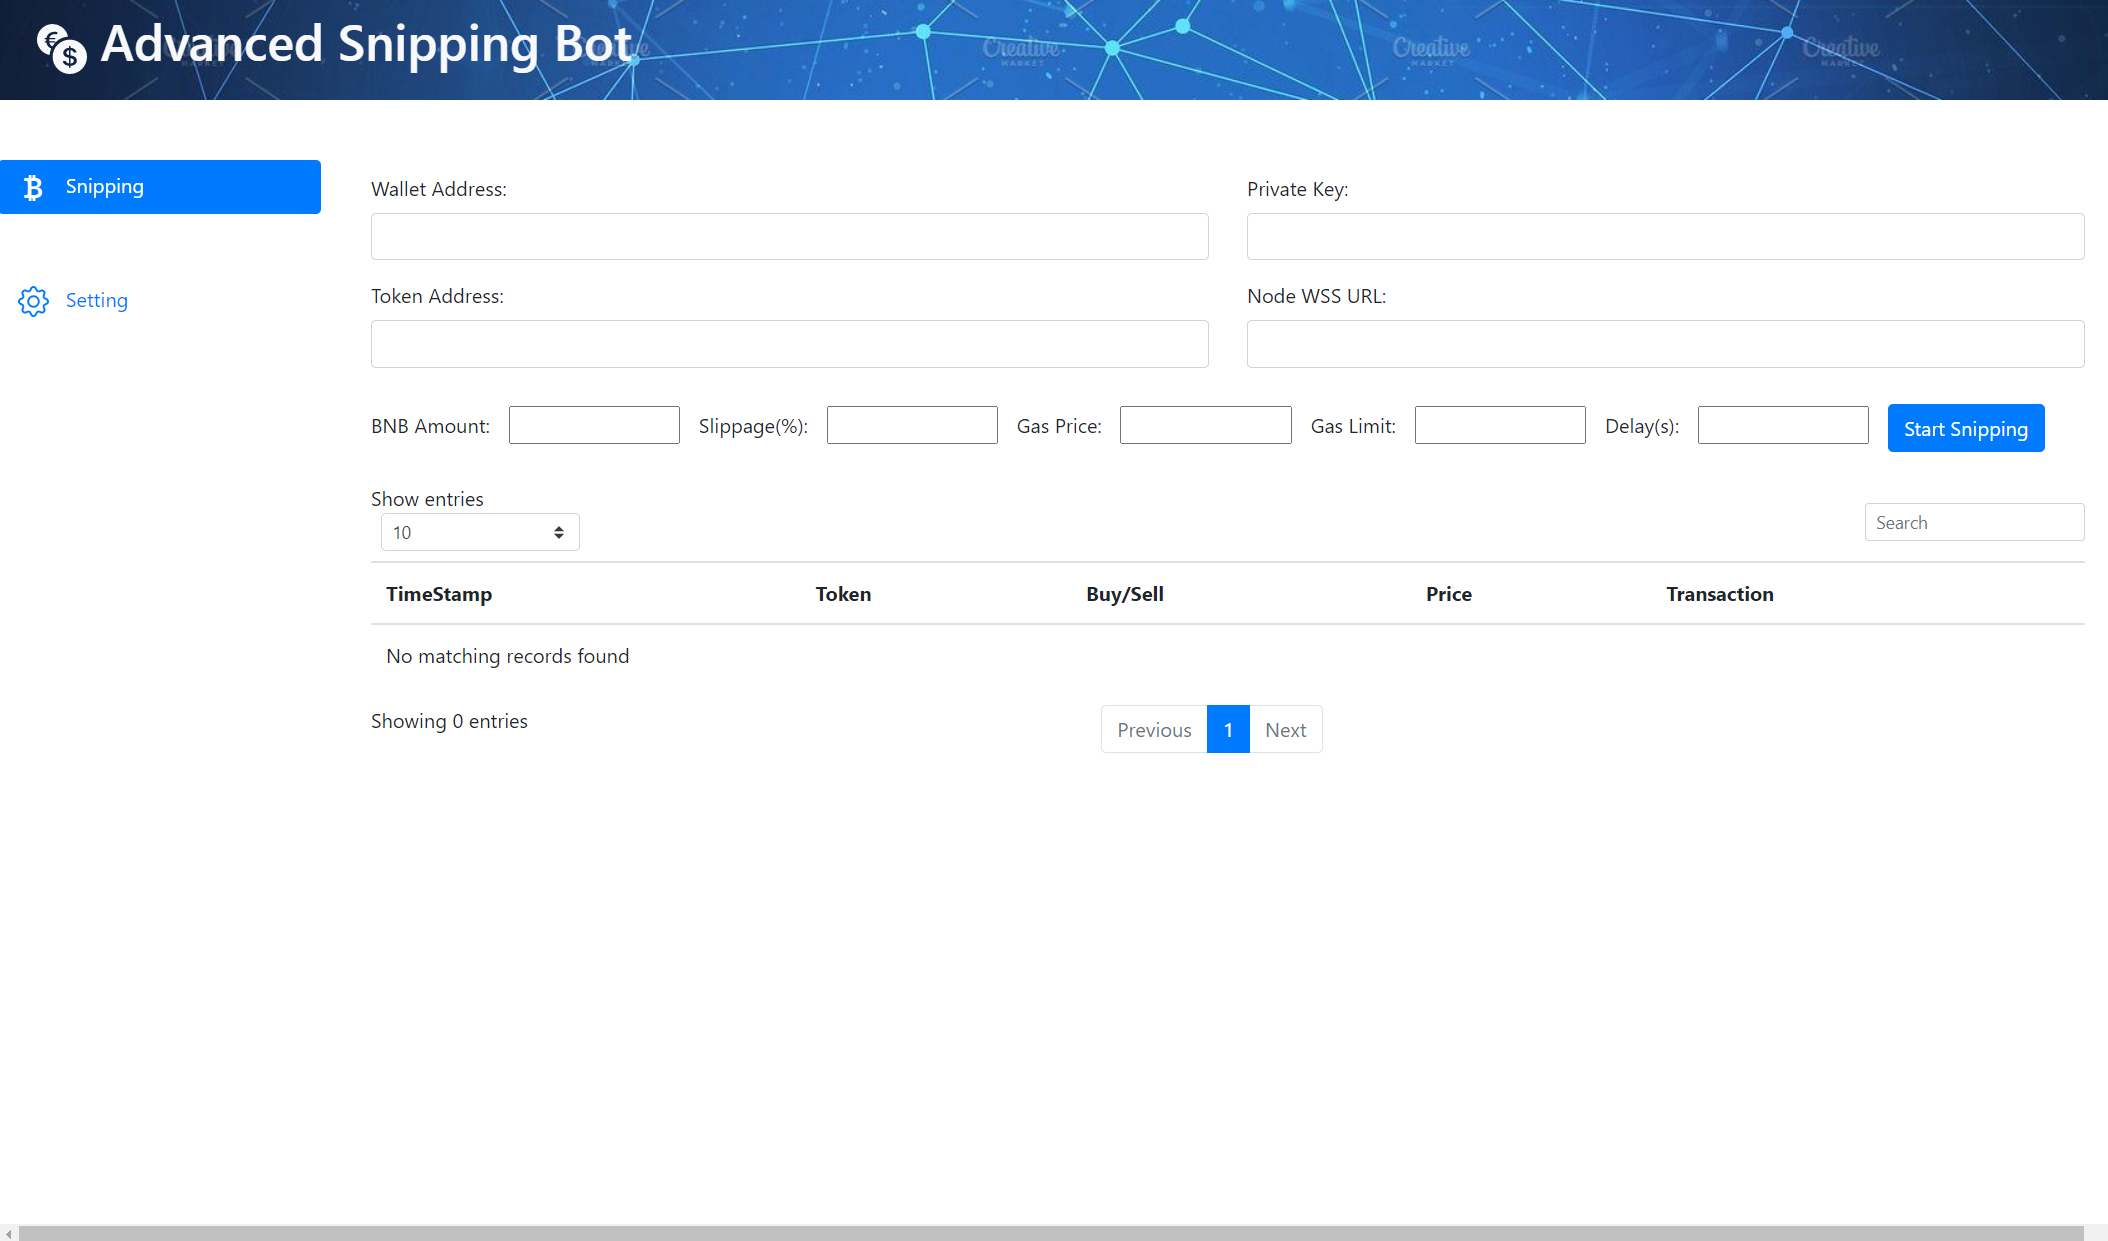 Advanced Snipping Bot
Creative MARKET
Creative MARKET
Creative MARKET
Snipping
Setting
Wallet Address:
Private Key:
Token Address:
Node WSS URL:
BNB Amount: Slippage(%): Gas Price: Gas Limit: Delay(s): Start Snipping
Show entries
10
Search
TimeStamp Token Buy/Sell Price Transaction
No matching records found
Showing 0 entries
Previous 1 Next